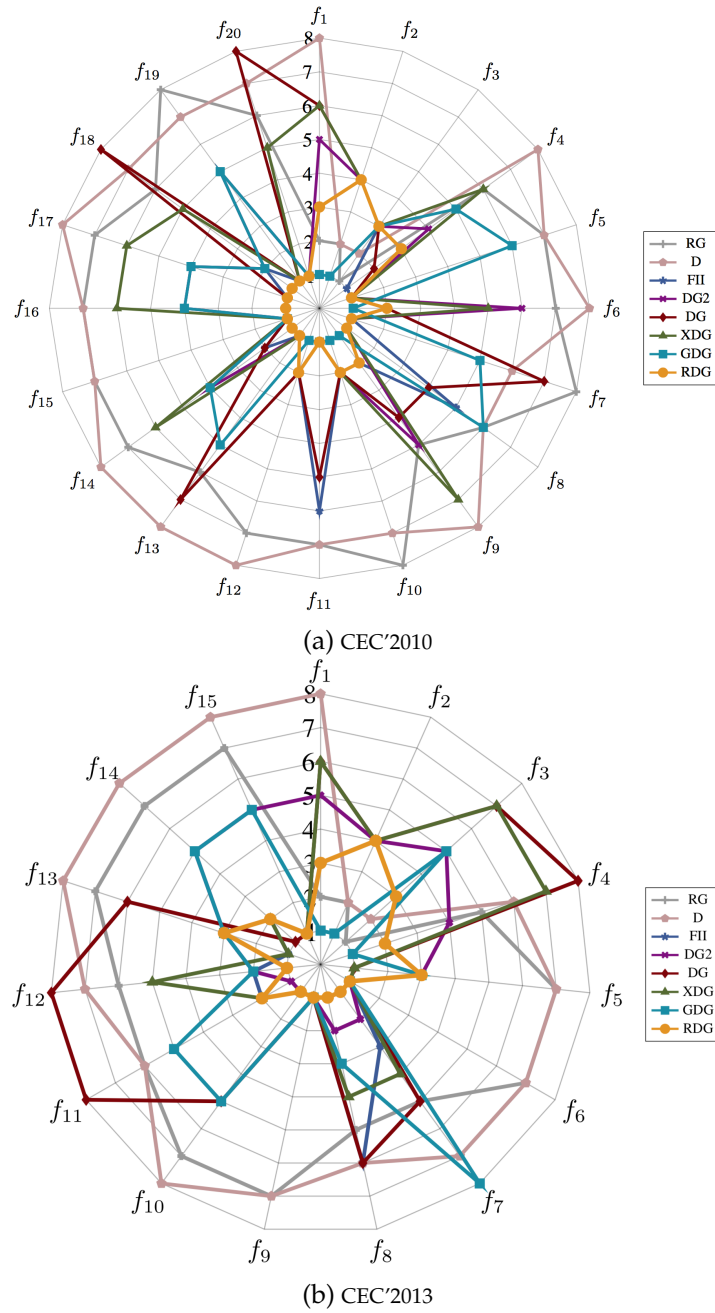 f1
f20
f2
f19
f3
f18
f4
f17
f5
f16
f6
f15
f7
f14
f8
f13
f9
f12
f10
f11
8
7
6
5
4
3
2
1
RG
D
FII
DG2
DG
XDG
GDG
RDG
(a) CEC'2010
f1
f15
f2
f14
f3
f13
f4
f12
f5
f11
f6
f10
f7
f9
f8
8
7
6
5
4
3
2
1
RG
D
FII
DG2
DG
XDG
GDG
RDG
(b) CEC'2013